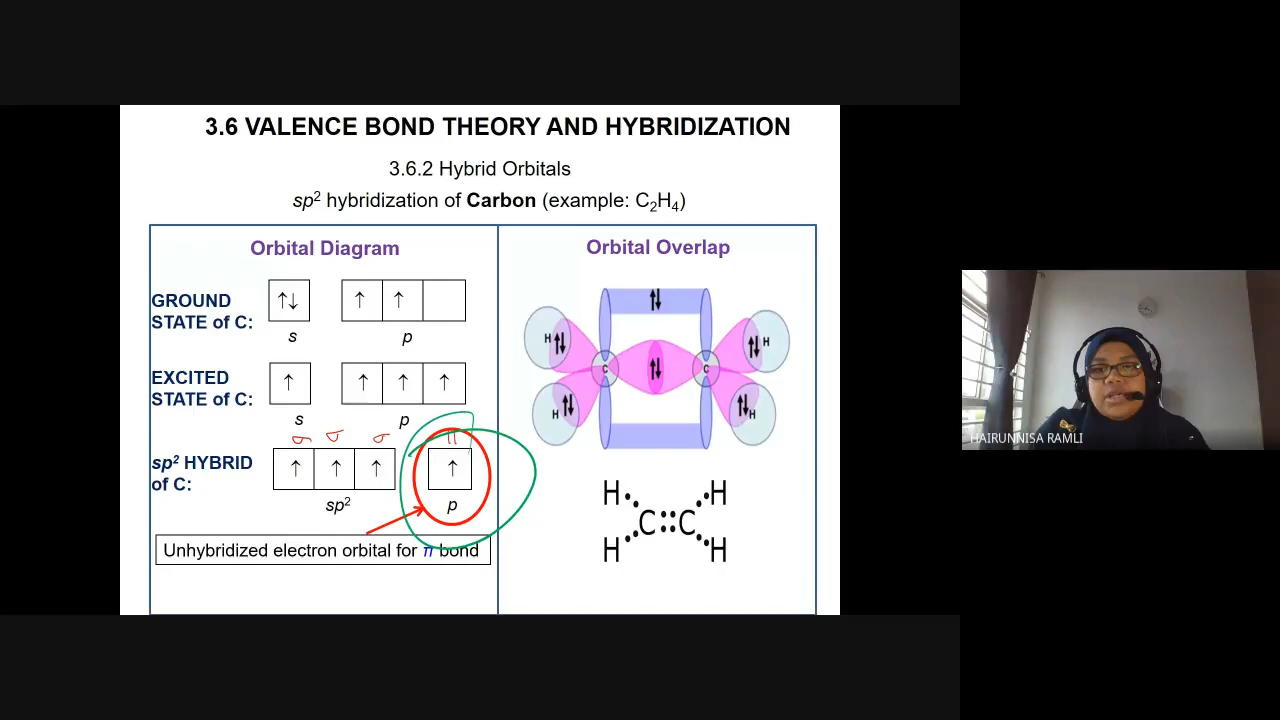 3.6 VALENCE BOND THEORY AND HYBRIDIZATION
3.6.2 Hybrid Orbitals
sp² hybridization of Carbon (example: C₂H₄)
Orbital Diagram
GROUND
STATE of C:
↑↓ ↑ ↑
s p
EXCITED
STATE of C:
↑ ↑ ↑ ↑
s p
σ σ σ π
sp² HYBRID
of C:
↑ ↑ ↑ ↑
sp² p
Unhybridized electron orbital for π bond
Orbital Overlap
H H
C C
H H
H H
C::C
H H
HAIRUNNISA RAMLI